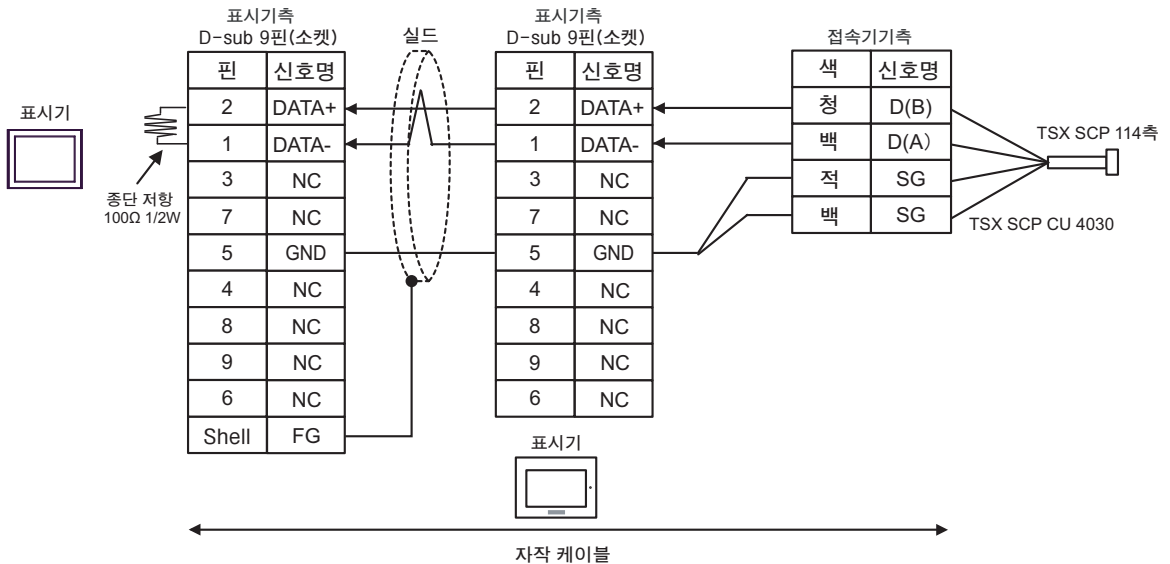 표시기측
D-sub 9핀(소켓)
실드
표시기측
D-sub 9핀(소켓)
접속기기측
핀 신호명
핀 신호명
색 신호명
표시기
2 DATA+
2 DATA+
청 D(B)
1 DATA-
1 DATA-
백 D(A)
TSX SCP 114측
3 NC
3 NC
적 SG
종단 저항
100Ω 1/2W
7 NC
7 NC
백 SG
TSX SCP CU 4030
5 GND
5 GND
4 NC
4 NC
8 NC
8 NC
9 NC
9 NC
6 NC
6 NC
Shell FG
표시기
자작 케이블